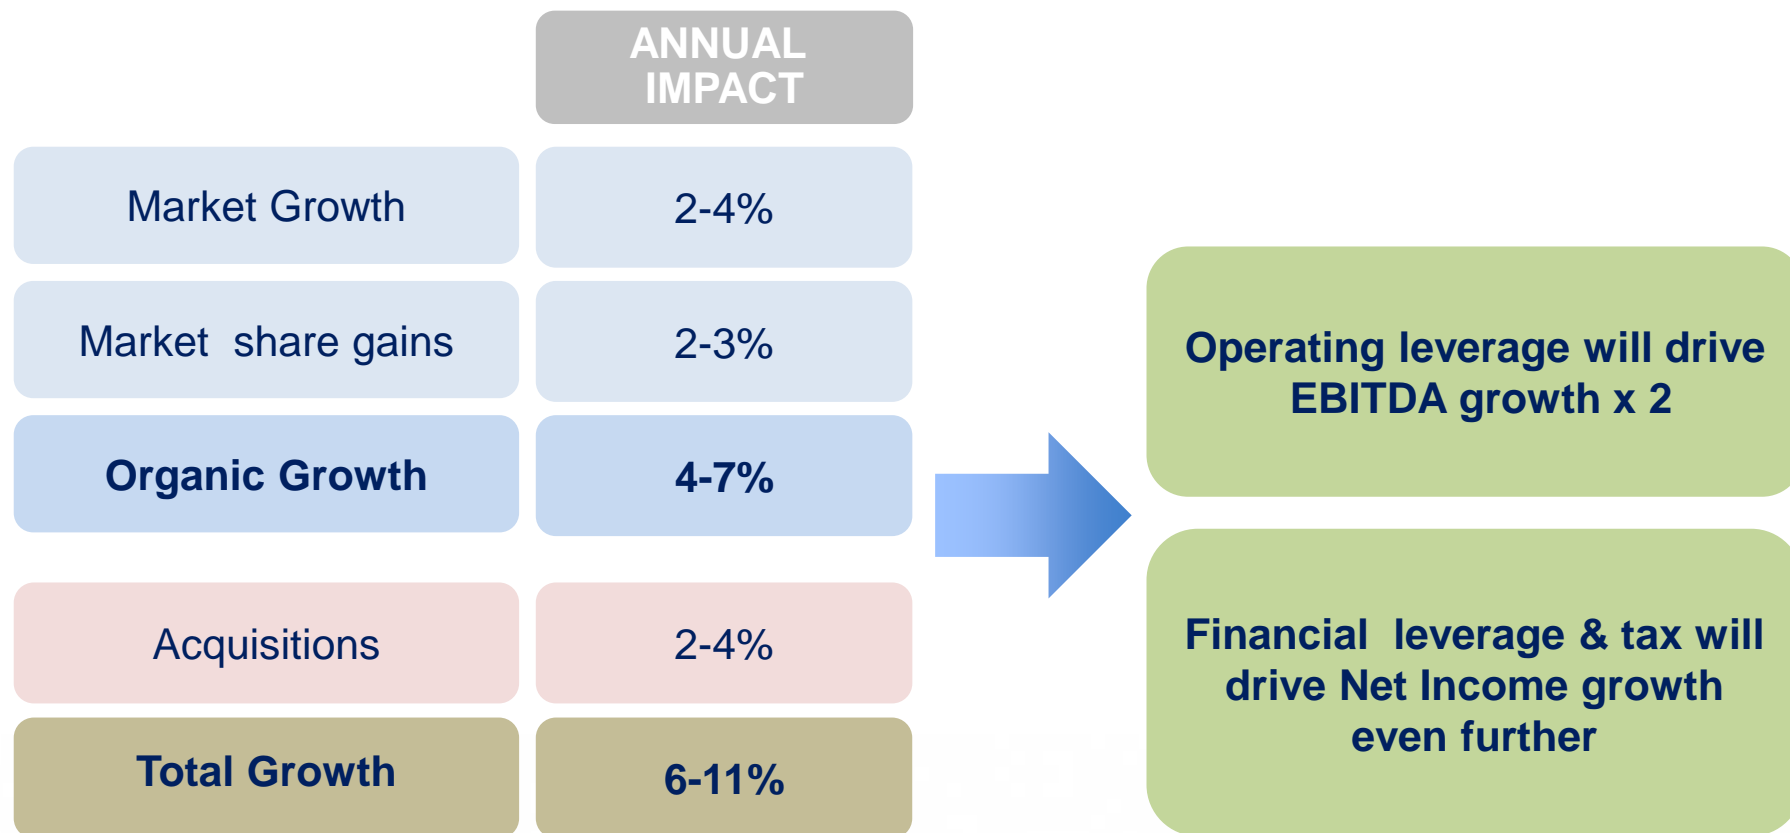 ANNUAL
IMPACT
Market Growth
2-4%
Market  share gains
2-3%
Organic Growth
4-7%
Acquisitions
2-4%
Total Growth
6-11%
Operating leverage will drive
EBITDA growth x 2
Financial  leverage & tax will
drive Net Income growth
even further